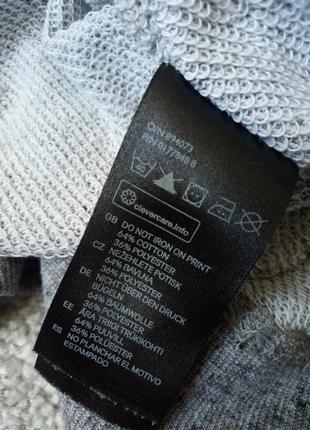 O/N 894073
P/N 0177949 8
40
clevercare.info
GB DO NOT IRON ON PRINT
64% COTTON
36% POLYESTER
CZ NEŽEHLETE POTISK
64% BAVLNA
36% POLYESTER
DE NICHT ÜBER DEN DRUCK
BÜGELN
64% BAUMWOLLE
36% POLYESTER
EE ÄRA TRIIGI TRÜKIKOHTI
64% PUUVILL
36% POLÜESTER
ES NO PLANCHAR EL MOTIVO
ESTAMPADO